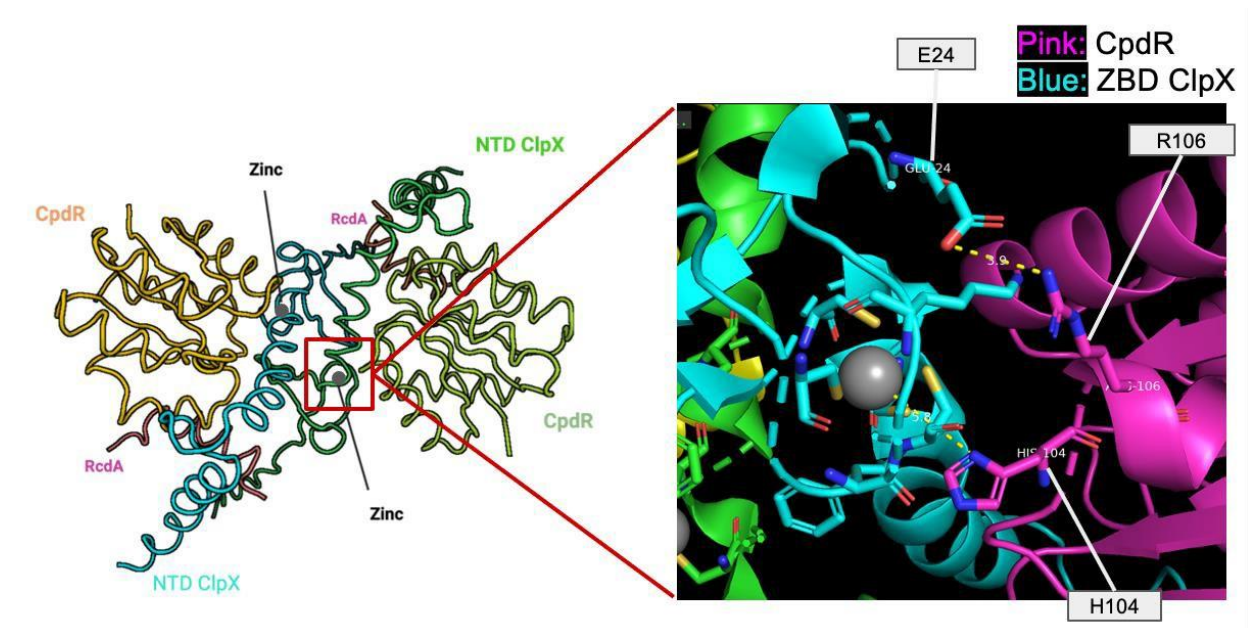 E24
Pink: CpdR
Blue: ZBD ClpX
R106
NTD ClpX
Zinc
GLU-24
CpdR
RcdA
3.9
-106
CpdR
HIS-104
RcdA
Zinc
NTD ClpX
H104